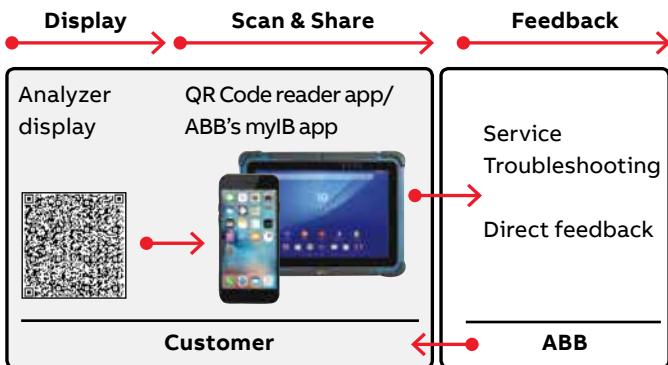 Display
Scan & Share
Feedback
Analyzer
display
QR Code reader app/
ABB's myIB app
Service
Troubleshooting
Direct feedback
Customer
ABB